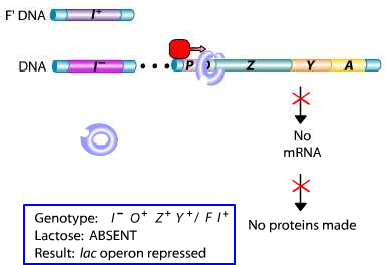 F' DNA I+
DNA I– • • • P O Z Y A
No
mRNA
No proteins made
Genotype: I– O+ Z+ Y+/ F I+
Lactose: ABSENT
Result: lac operon repressed